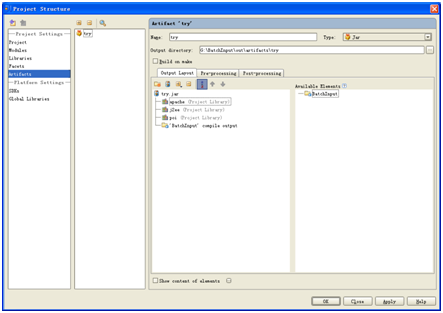 Project Structure
Project Settings
Project
Modules
Libraries
Facets
Artifacts
Platform Settings
SDKs
Global Libraries
try
Artifact "try"
Name: try Type: Jar
Output directory: G:\BatchInput\out\artifacts\try
Build on make
Output Layout Pre-processing Post-processing
Available Elements
try.jar
apache (Project Library)
j2ee (Project Library)
poi (Project Library)
'BatchInput' compile output
BatchInput
Show content of elements
OK Close Apply Help